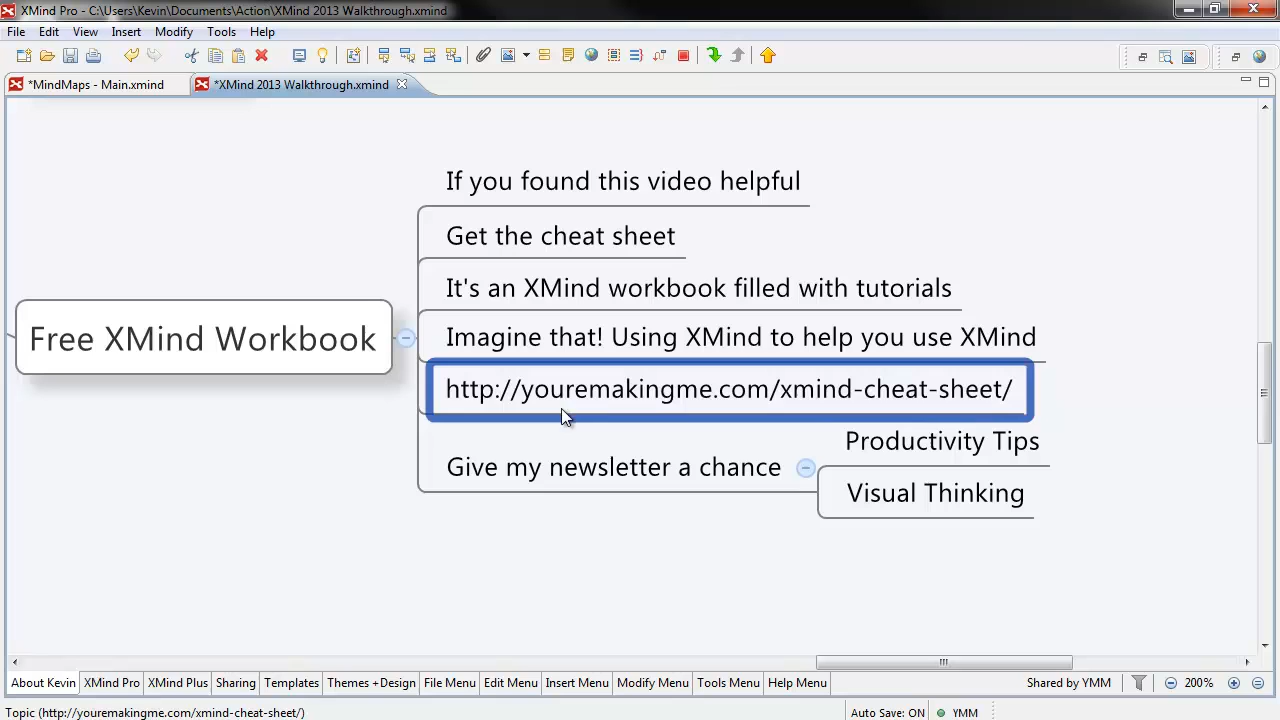 XMind Pro - C:\Users\Kevin\Documents\Action\XMind 2013 Walkthrough.xmind
File Edit View Insert Modify Tools Help
*MindMaps - Main.xmind *XMind 2013 Walkthrough.xmind
If you found this video helpful
Get the cheat sheet
It's an XMind workbook filled with tutorials
Free XMind Workbook
Imagine that! Using XMind to help you use XMind
http://youremakingme.com/xmind-cheat-sheet/
Give my newsletter a chance
Productivity Tips
Visual Thinking
About Kevin XMind Pro XMind Plus Sharing Templates Themes +Design File Menu Edit Menu Insert Menu Modify Menu Tools Menu Help Menu Shared by YMM 200%
Topic (http://youremakingme.com/xmind-cheat-sheet/) Auto Save: ON YMM